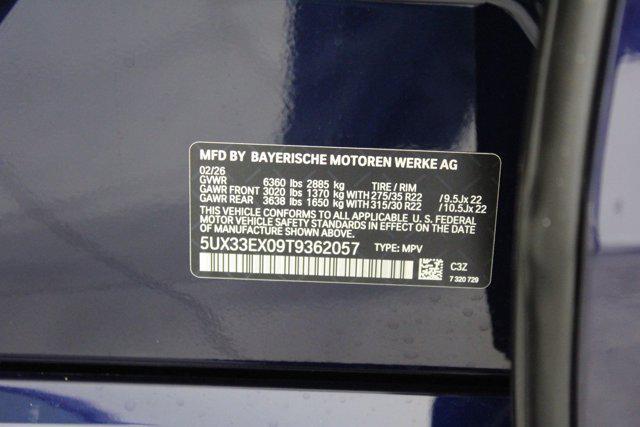 MFD BY BAYERISCHE MOTOREN WERKE AG
02/26
GVWR 6360 lbs 2885 kg TIRE / RIM
GAWR FRONT 3020 lbs 1370 kg WITH 275/35 R22 / 9.5Jx 22
GAWR REAR 3638 lbs 1650 kg WITH 315/30 R22 / 10.5Jx 22
THIS VEHICLE CONFORMS TO ALL APPLICABLE U. S. FEDERAL
MOTOR VEHICLE SAFETY STANDARDS IN EFFECT ON THE DATE
OF MANUFACTURE SHOWN ABOVE.
5UX33EX09T9362057 TYPE: MPV
C3Z
7 320 729